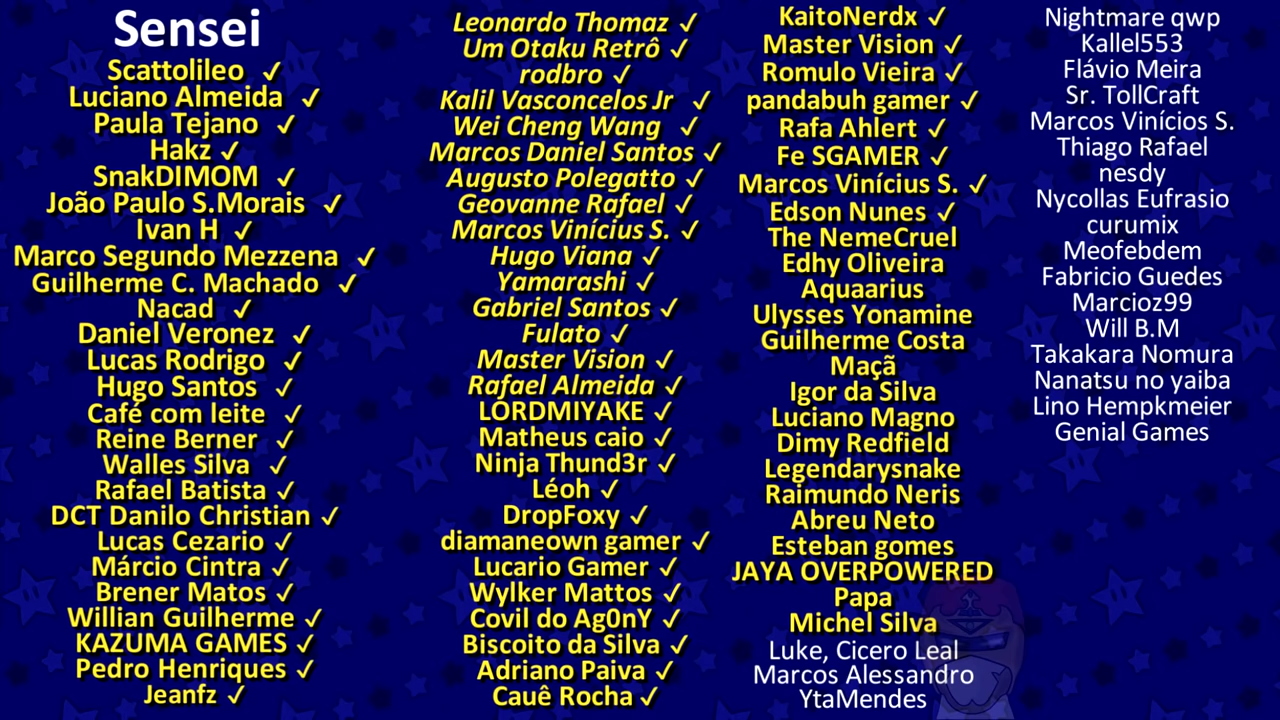 Sensei
Scattolileo ✓
Luciano Almeida ✓
Paula Tejano ✓
Hakz ✓
SnakDIMOM ✓
João Paulo S.Morais ✓
Ivan H ✓
Marco Segundo Mezzena ✓
Guilherme C. Machado ✓
Nacad ✓
Daniel Veronez ✓
Lucas Rodrigo ✓
Hugo Santos ✓
Café com leite ✓
Reine Berner ✓
Walles Silva ✓
Rafael Batista ✓
DCT Danilo Christian ✓
Lucas Cezario ✓
Márcio Cintra ✓
Brener Matos ✓
Willian Guilherme ✓
KAZUMA GAMES ✓
Pedro Henriques ✓
Jeanfz ✓
Leonardo Thomaz ✓
Um Otaku Retrô ✓
rodbro ✓
Kalil Vasconcelos Jr ✓
Wei Cheng Wang ✓
Marcos Daniel Santos ✓
Augusto Polegatto ✓
Geovanne Rafael ✓
Marcos Vinícius S. ✓
Hugo Viana ✓
Yamarashi ✓
Gabriel Santos ✓
Fulato ✓
Master Vision ✓
Rafael Almeida ✓
LORDMIYAKE ✓
Matheus caio ✓
Ninja Thund3r ✓
Léoh ✓
DropFoxy ✓
diamaneown gamer ✓
Lucario Gamer ✓
Wylker Mattos ✓
Covil do Ag0nY ✓
Biscoito da Silva ✓
Adriano Paiva ✓
Cauê Rocha ✓
KaitoNerdx ✓
Master Vision ✓
Romulo Vieira ✓
pandabuh gamer ✓
Rafa Ahlert ✓
Fe SGAMER ✓
Marcos Vinícius S. ✓
Edson Nunes ✓
The NemeCruel
Edhy Oliveira
Aquaarius
Ulysses Yonamine
Guilherme Costa
Maçã
Igor da Silva
Luciano Magno
Dimy Redfield
Legendarysnake
Raimundo Neris
Abreu Neto
Esteban gomes
JAYA OVERPOWERED
Papa
Michel Silva
Luke, Cicero Leal
Marcos Alessandro
YtaMendes
Nightmare qwp
Kallel553
Flávio Meira
Sr. TollCraft
Marcos Vinícios S.
Thiago Rafael
nesdy
Nycollas Eufrasio
curumix
Meofebdem
Fabricio Guedes
Marcioz99
Will B.M
Takakara Nomura
Nanatsu no yaiba
Lino Hempkmeier
Genial Games